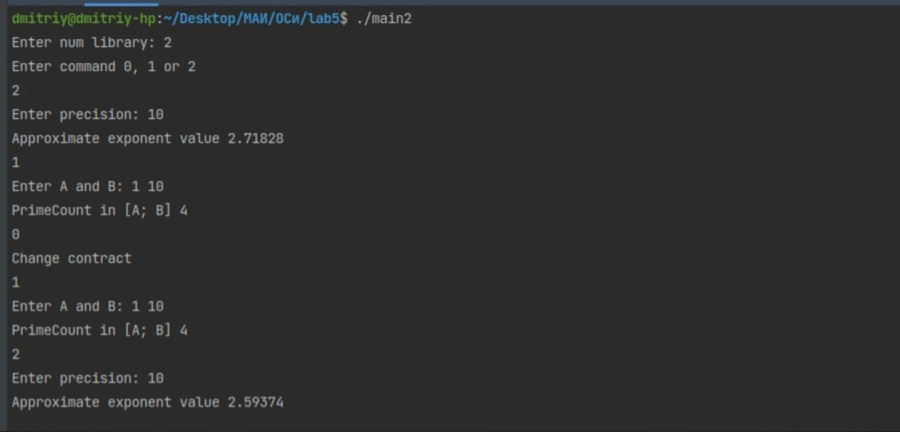 dmitriy@dmitriy-hp:~/Desktop/МАИ/ОСи/lab5$ ./main2
Enter num library: 2
Enter command 0, 1 or 2
2
Enter precision: 10
Approximate exponent value 2.71828
1
Enter A and B: 1 10
PrimeCount in [A; B] 4
0
Change contract
1
Enter A and B: 1 10
PrimeCount in [A; B] 4
2
Enter precision: 10
Approximate exponent value 2.59374